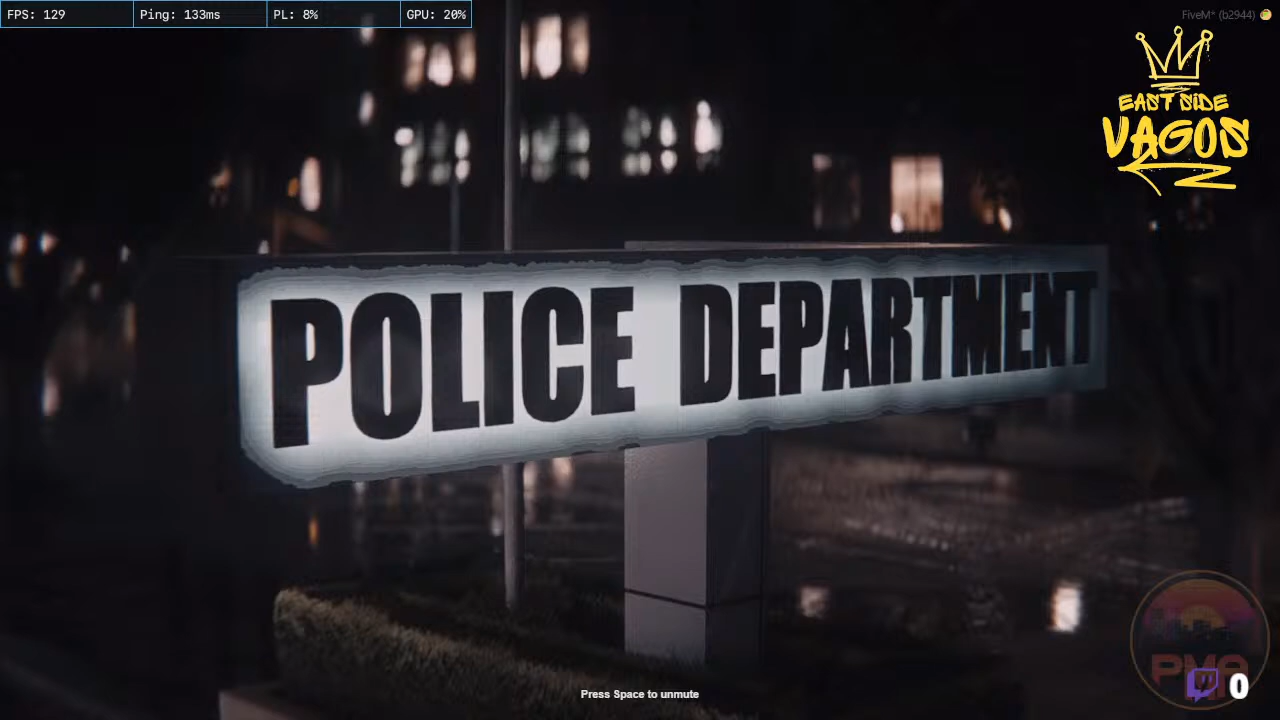 FPS: 129
Ping: 133ms
PL: 8%
GPU: 20%
FiveM* (b2944)
EAST SIDE
VAGOS
POLICE DEPARTMENT
Press Space to unmute
0